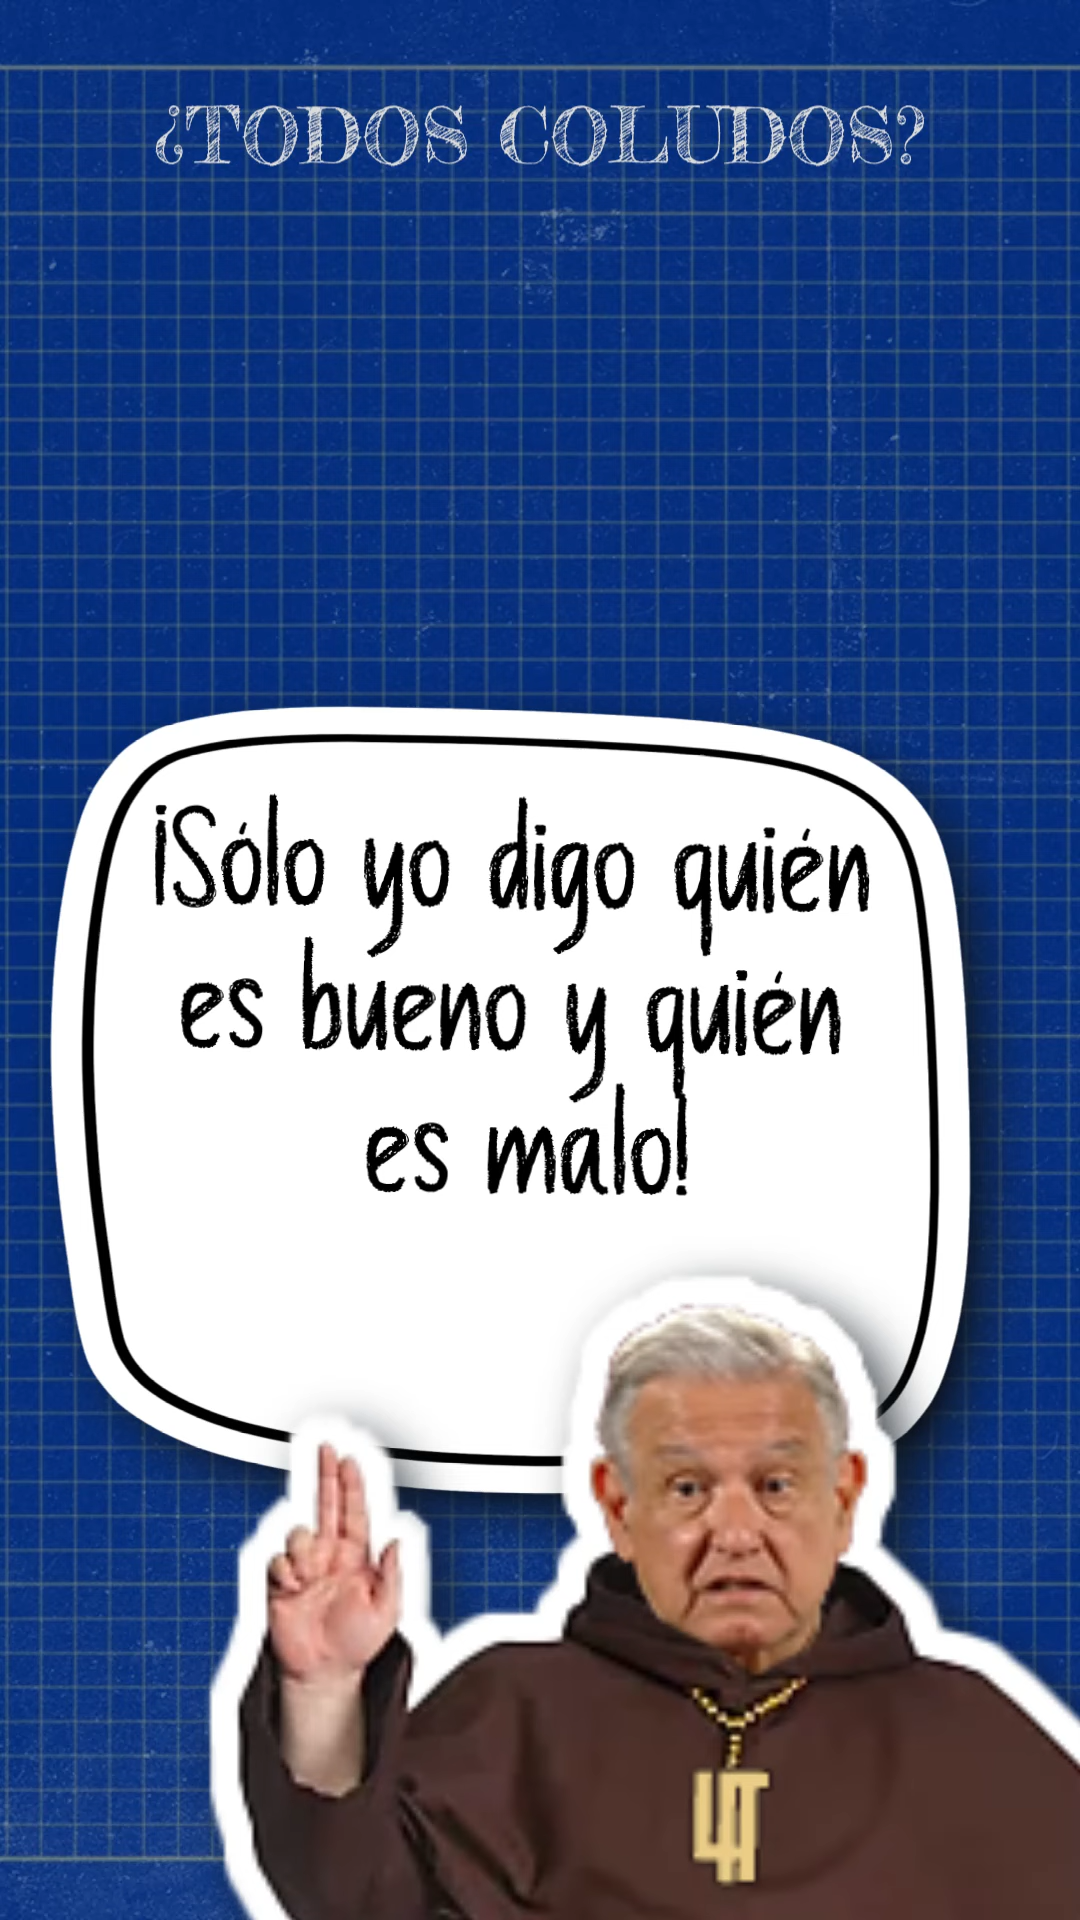 ¿TODOS COLUDOS?
¡Sólo yo digo quién
es bueno y quién
es malo!
4T